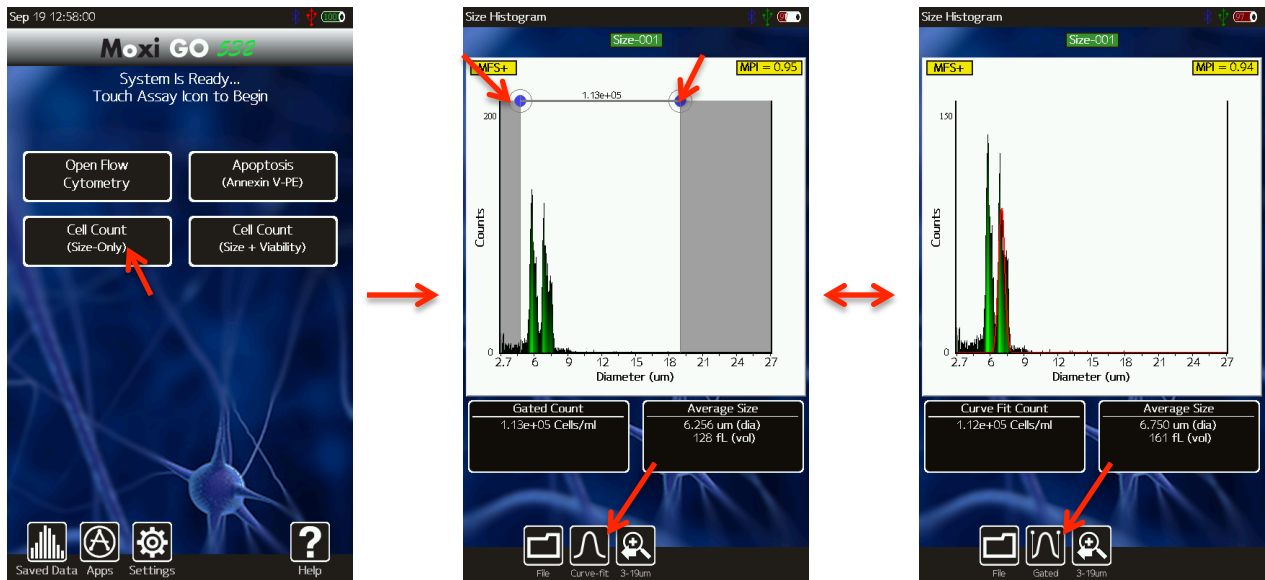 Sep 19 12:58:00
100
Moxi GO 532
System Is Ready...
Touch Assay Icon to Begin
Open Flow
Cytometry
Apoptosis
(Annexin V-PE)
Cell Count
(Size-Only)
Cell Count
(Size + Viability)
Saved Data Apps Settings Help
Size Histogram
Size-001
MFS+ MPI = 0.95
1.13e+05
200
Counts
0
2.7 6 9 12 15 18 21 24 27
Diameter (um)
Gated Count
1.13e+05 Cells/ml
Average Size
6.256 um (dia)
128 fL (vol)
File Curve-fit 3-19um
Size Histogram
97
Size-001
MFS+ MPI = 0.94
150
Counts
0
2.7 6 9 12 15 18 21 24 27
Diameter (um)
Curve Fit Count
1.12e+05 Cells/ml
Average Size
6.750 um (dia)
161 fL (vol)
File Gated 3-19um